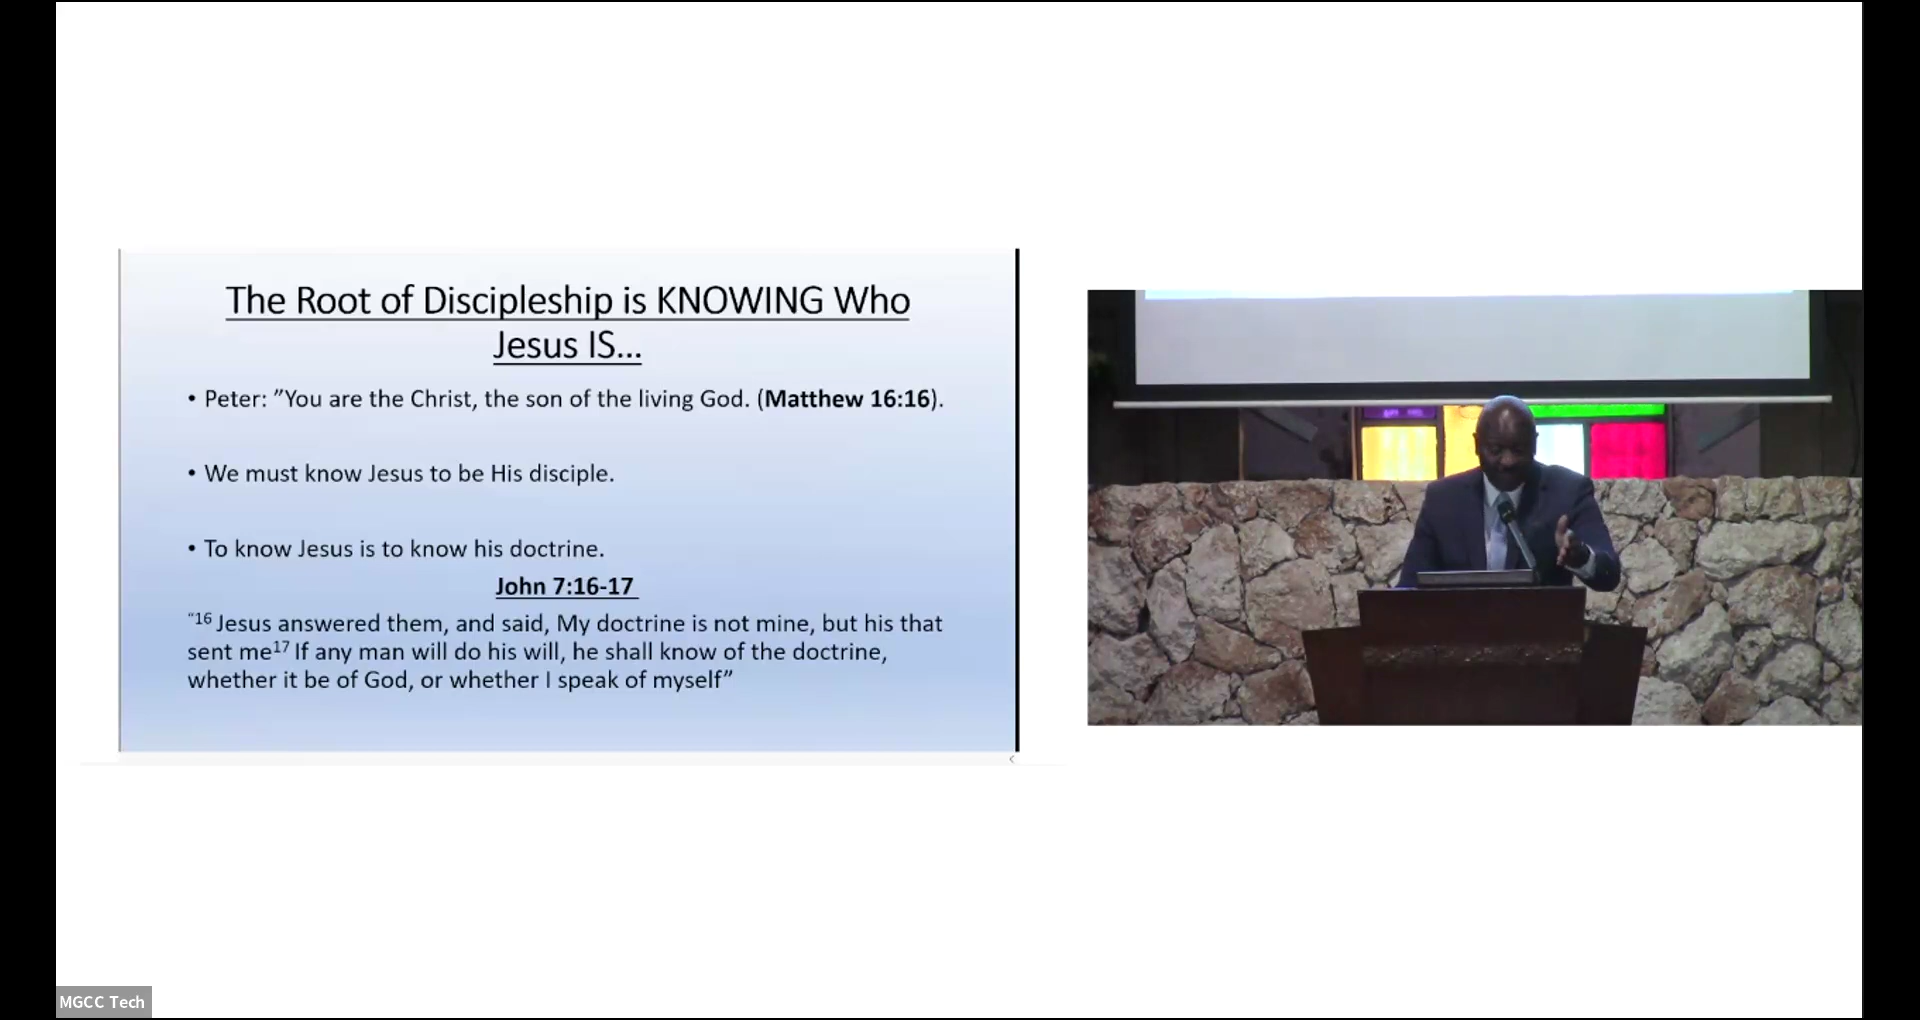 The Root of Discipleship is KNOWING Who
Jesus IS...
• Peter: ”You are the Christ, the son of the living God. (Matthew 16:16).
• We must know Jesus to be His disciple.
• To know Jesus is to know his doctrine.
John 7:16-17
“16 Jesus answered them, and said, My doctrine is not mine, but his that
sent me17 If any man will do his will, he shall know of the doctrine,
whether it be of God, or whether I speak of myself”
MGCC Tech